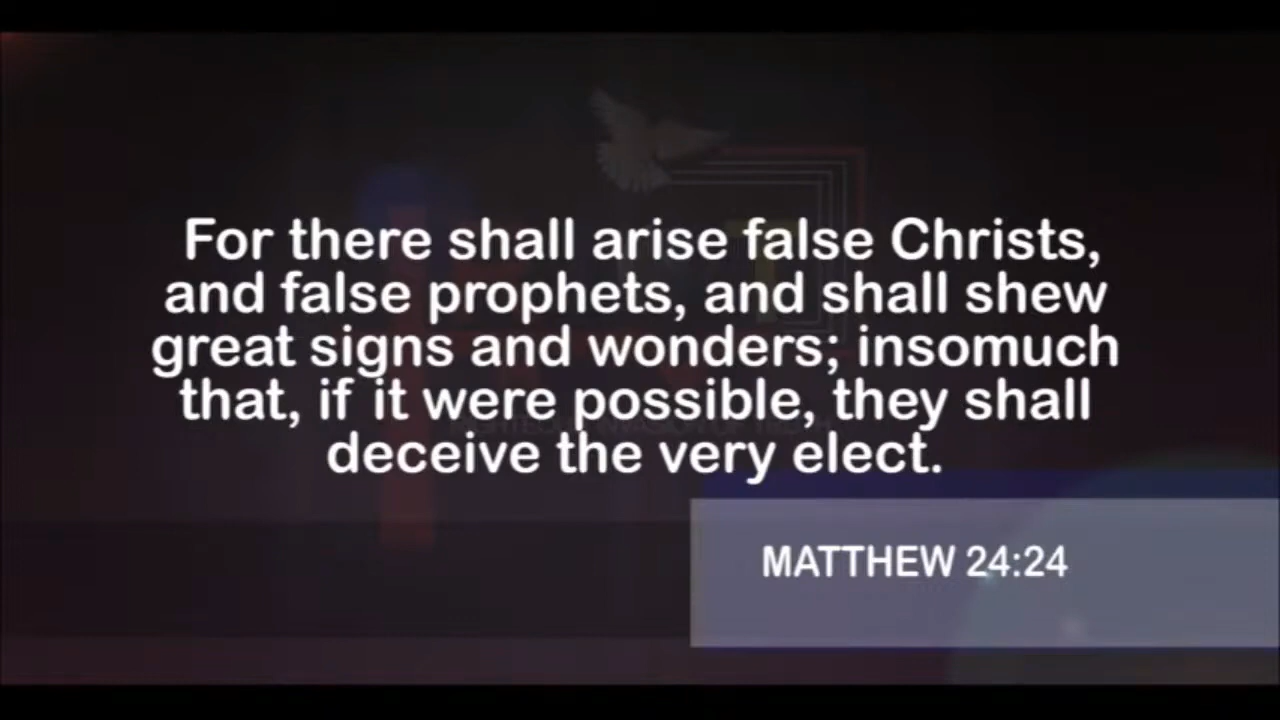 For there shall arise false Christs,
and false prophets, and shall shew
great signs and wonders; insomuch
that, if it were possible, they shall
deceive the very elect.
MATTHEW 24:24